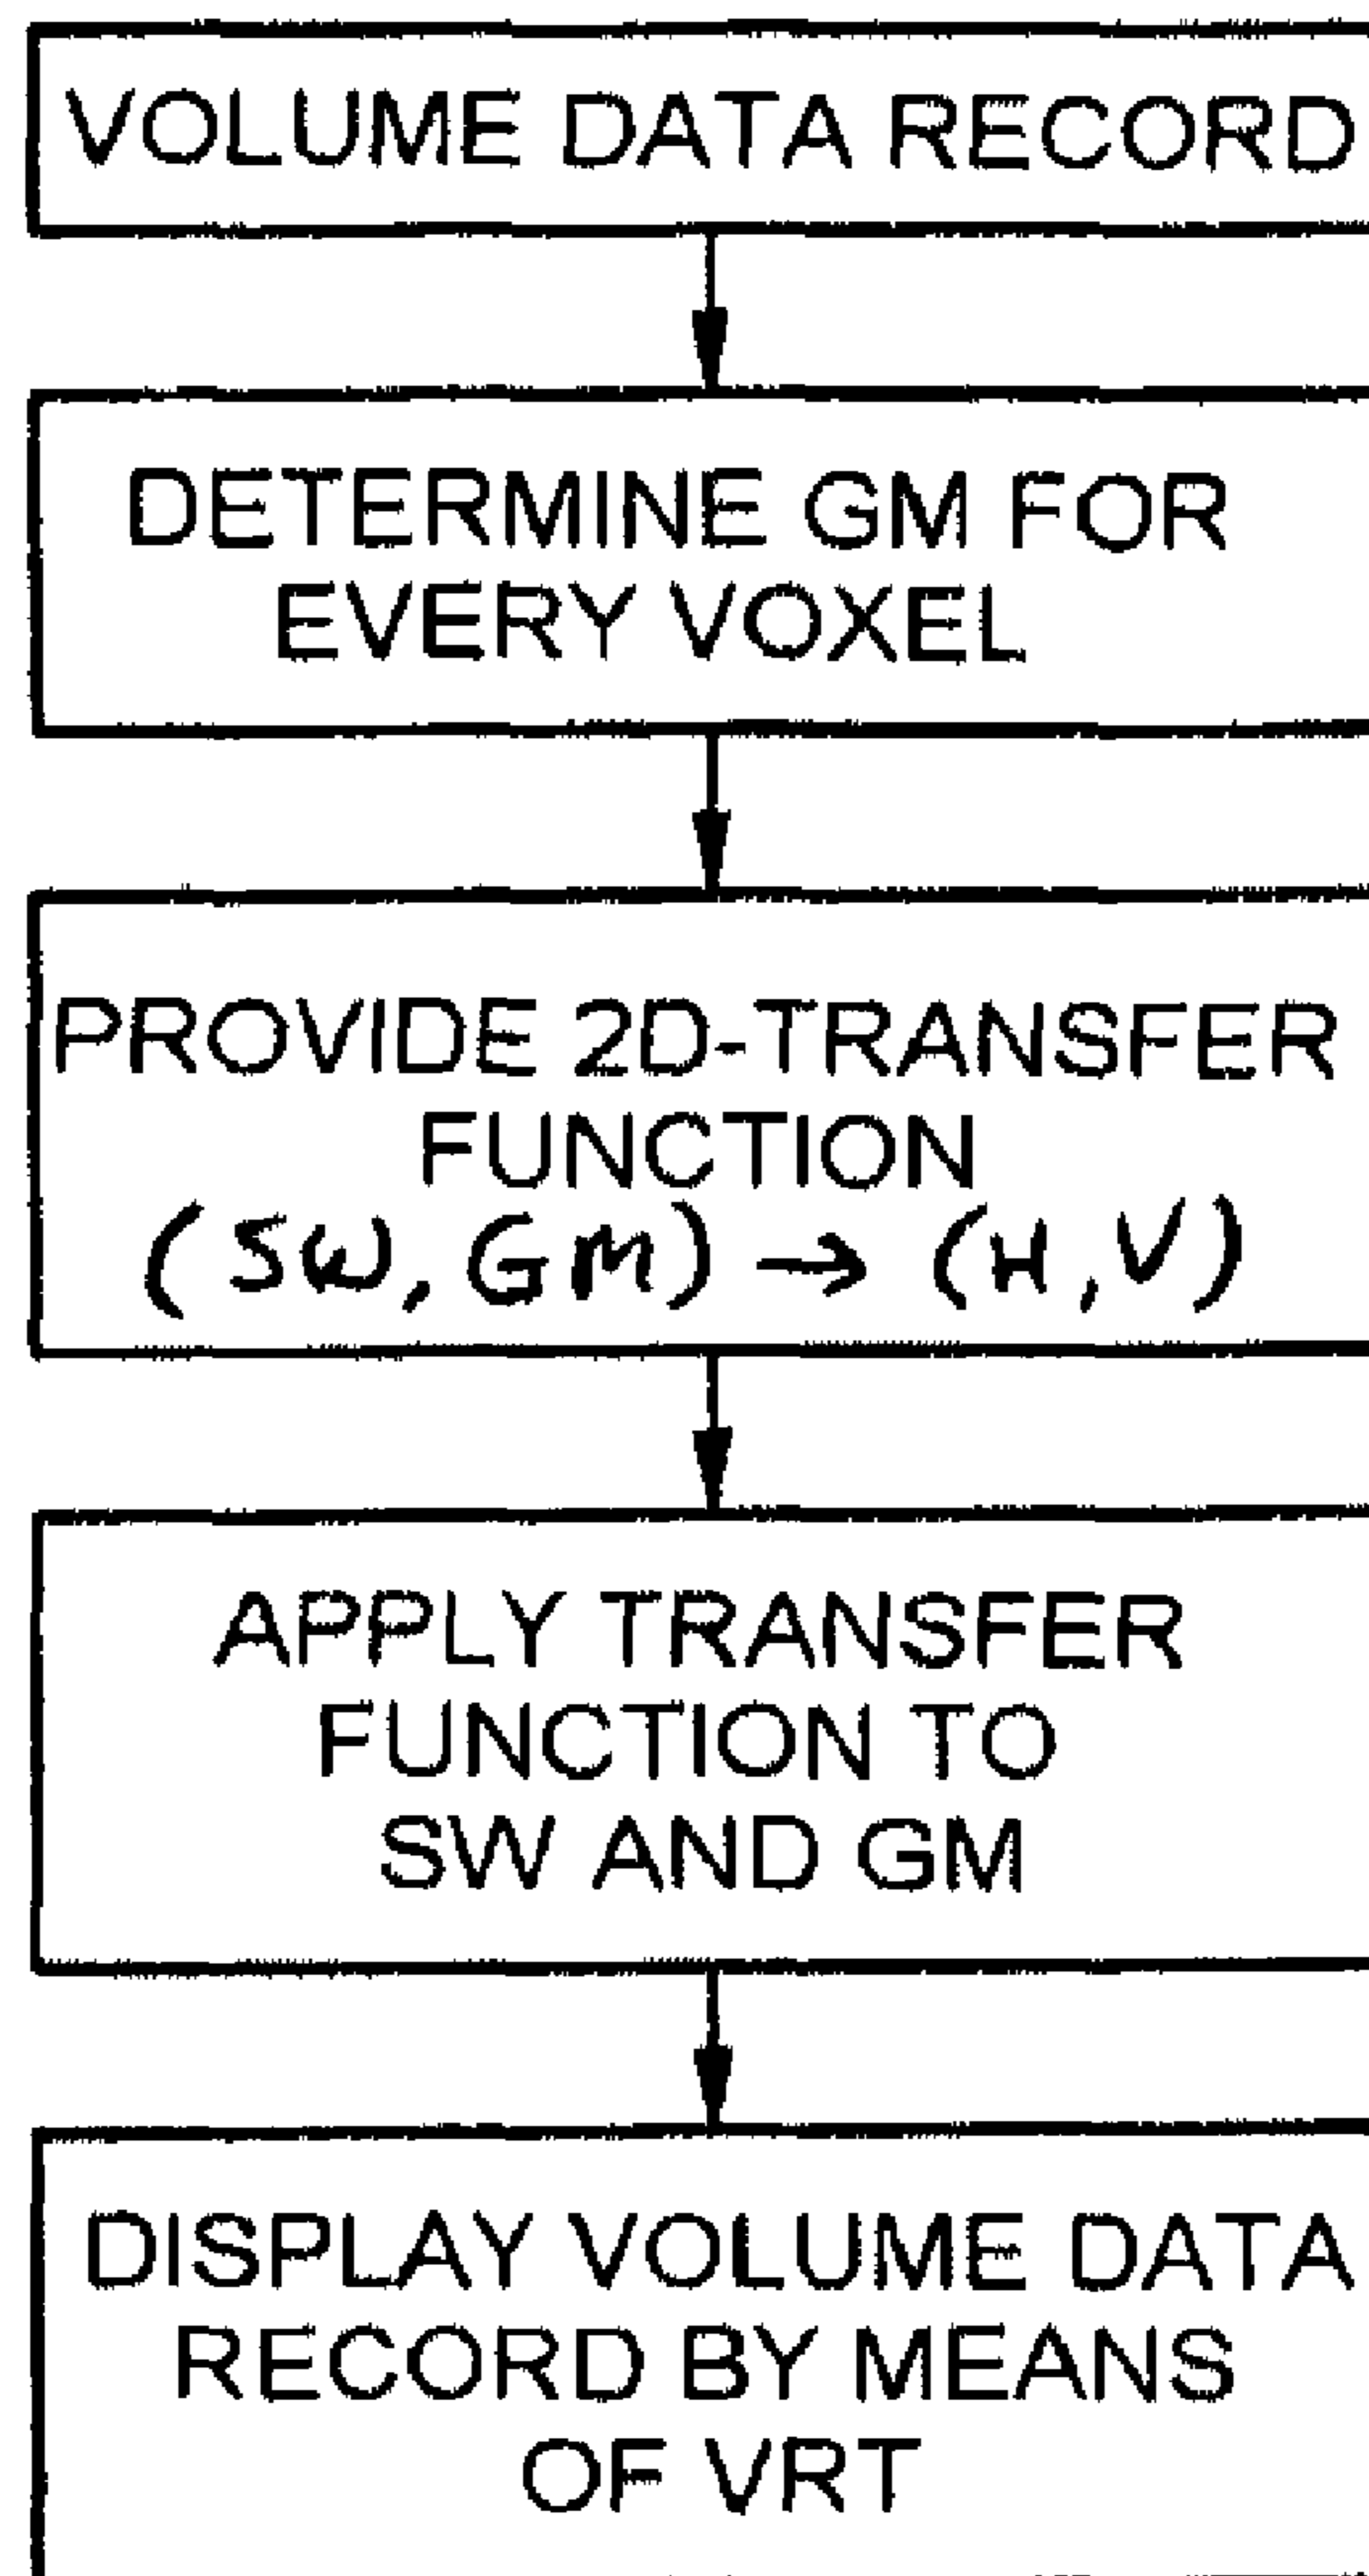 VOLUME DATA RECORD
DETERMINE GM FOR
EVERY VOXEL
PROVIDE 2D-TRANSFER
FUNCTION
(SW, GM) → (H, V)
APPLY TRANSFER
FUNCTION TO
SW AND GM
DISPLAY VOLUME DATA
RECORD BY MEANS
OF VRT